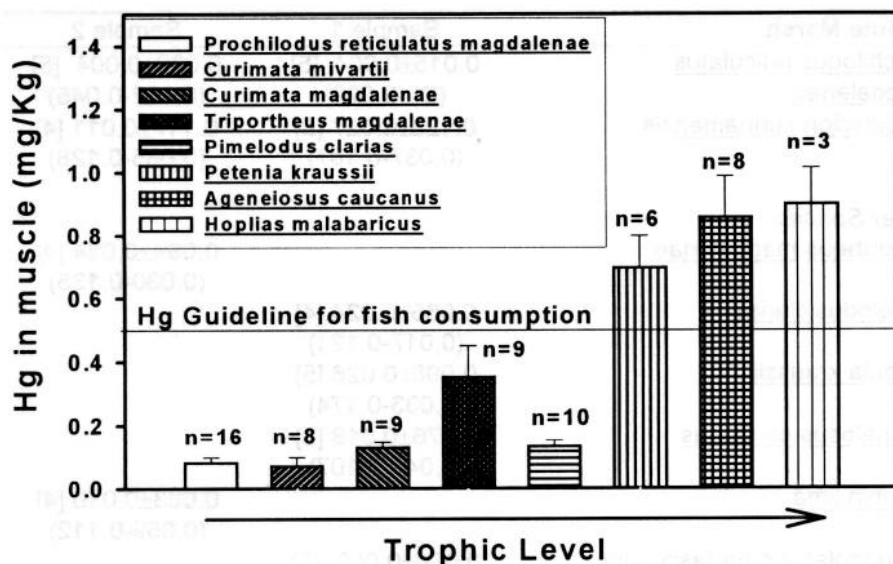 Hg in muscle (mg/Kg)
1.4
1.2
1.0
0.8
0.6
0.4
0.2
0.0
Prochilodus reticulatus magdalenae
Curimata mivartii
Curimata magdalenae
Triportheus magdalenae
Pimelodus clarias
Petenia kraussii
Ageneiosus caucanus
Hoplias malabaricus
Hg Guideline for fish consumption
n=16
n=8
n=9
n=9
n=10
n=6
n=8
n=3
Trophic Level